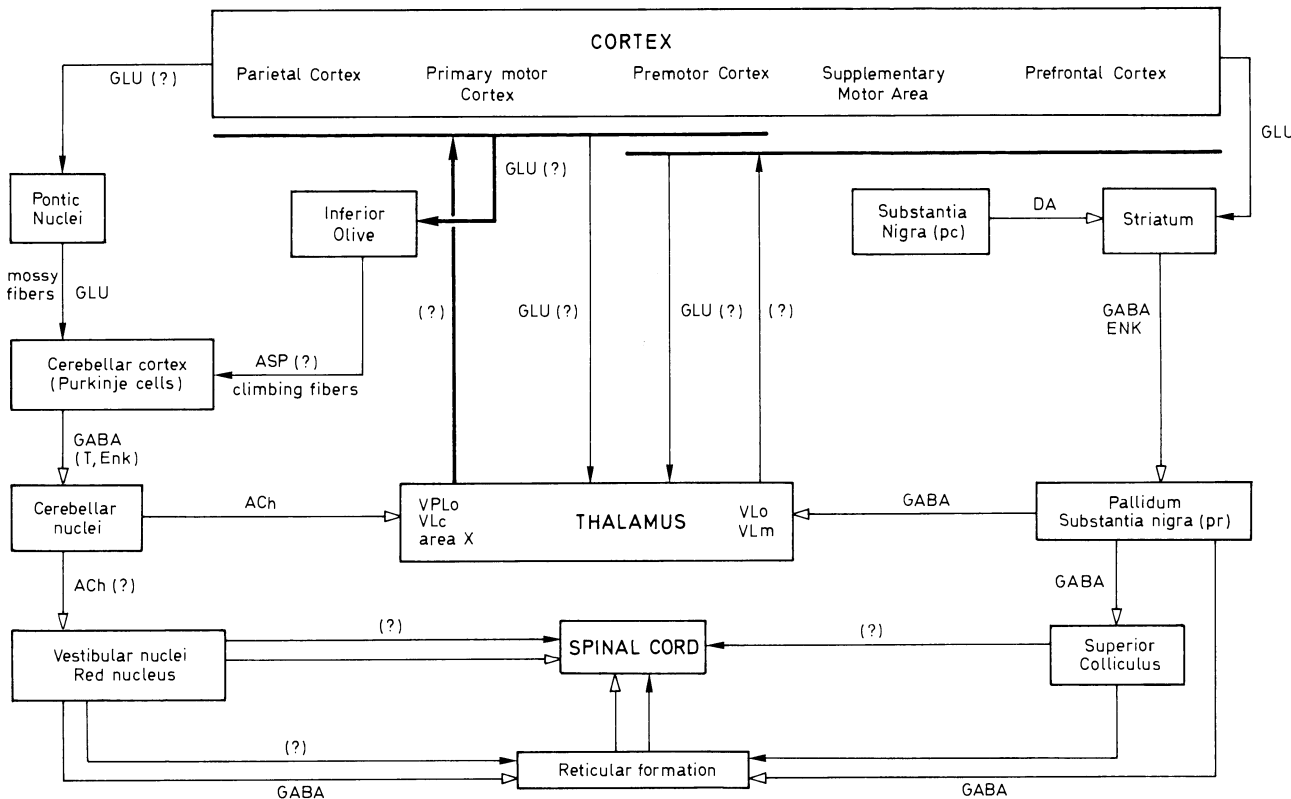 CORTEX
Parietal Cortex
Primary motor
Cortex
Premotor Cortex
Supplementary
Motor Area
Prefrontal Cortex
GLU (?)
GLU
GLU (?)
Pontic
Nuclei
Inferior
Olive
Substantia
Nigra (pc)
DA
Striatum
mossy
fibers
GLU
(?)
GLU (?)
GLU (?)
(?)
GABA
ENK
Cerebellar cortex
(Purkinje cells)
ASP (?)
climbing fibers
GABA
(T, Enk)
Cerebellar
nuclei
ACh
VPLo
VLc
area X
THALAMUS
VLo
VLm
GABA
Pallidum
Substantia nigra (pr)
ACh (?)
GABA
Vestibular nuclei
Red nucleus
(?)
SPINAL CORD
(?)
Superior
Colliculus
(?)
Reticular formation
GABA
GABA